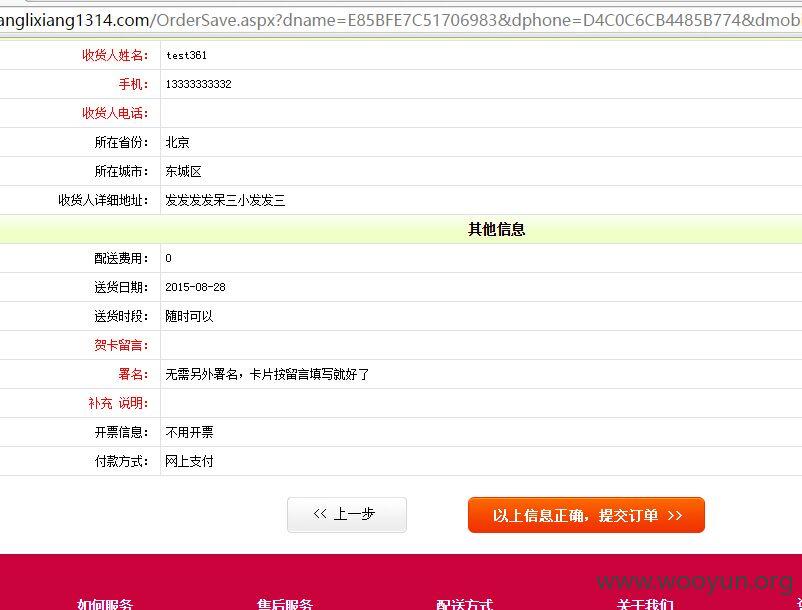 anglixiang1314.com/OrderSave.aspx?dname=E85BFE7C51706983&dphone=D4C0C6CB4485B774&dmob
收货人姓名: test361
手机: 13333333332
收货人电话:
所在省份: 北京
所在城市: 东城区
收货人详细地址: 发发发发呆三小发发三
其他信息
配送费用: 0
送货日期: 2015-08-28
送货时段: 随时可以
贺卡留言:
署名: 无需另外署名，卡片按留言填写就好了
补充 说明:
开票信息: 不用开票
付款方式: 网上支付
<< 上一步 以上信息正确，提交订单 >>
www.wooyun.org
如何服务 售后服务 配送方式 关于我们